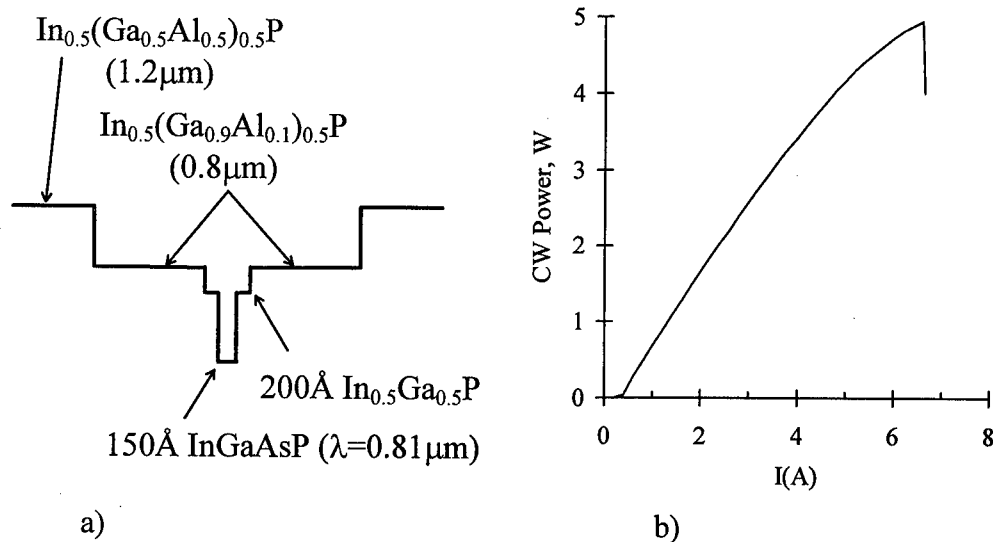 In₀.₅(Ga₀.₅Al₀.₅)₀.₅P
(1.2μm)
In₀.₅(Ga₀.₉Al₀.₁)₀.₅P
(0.8μm)
200Å In₀.₅Ga₀.₅P
150Å InGaAsP (λ=0.81μm)
a)
CW Power, W
5
4
3
2
1
0
0 2 4 6 8
I(A)
b)